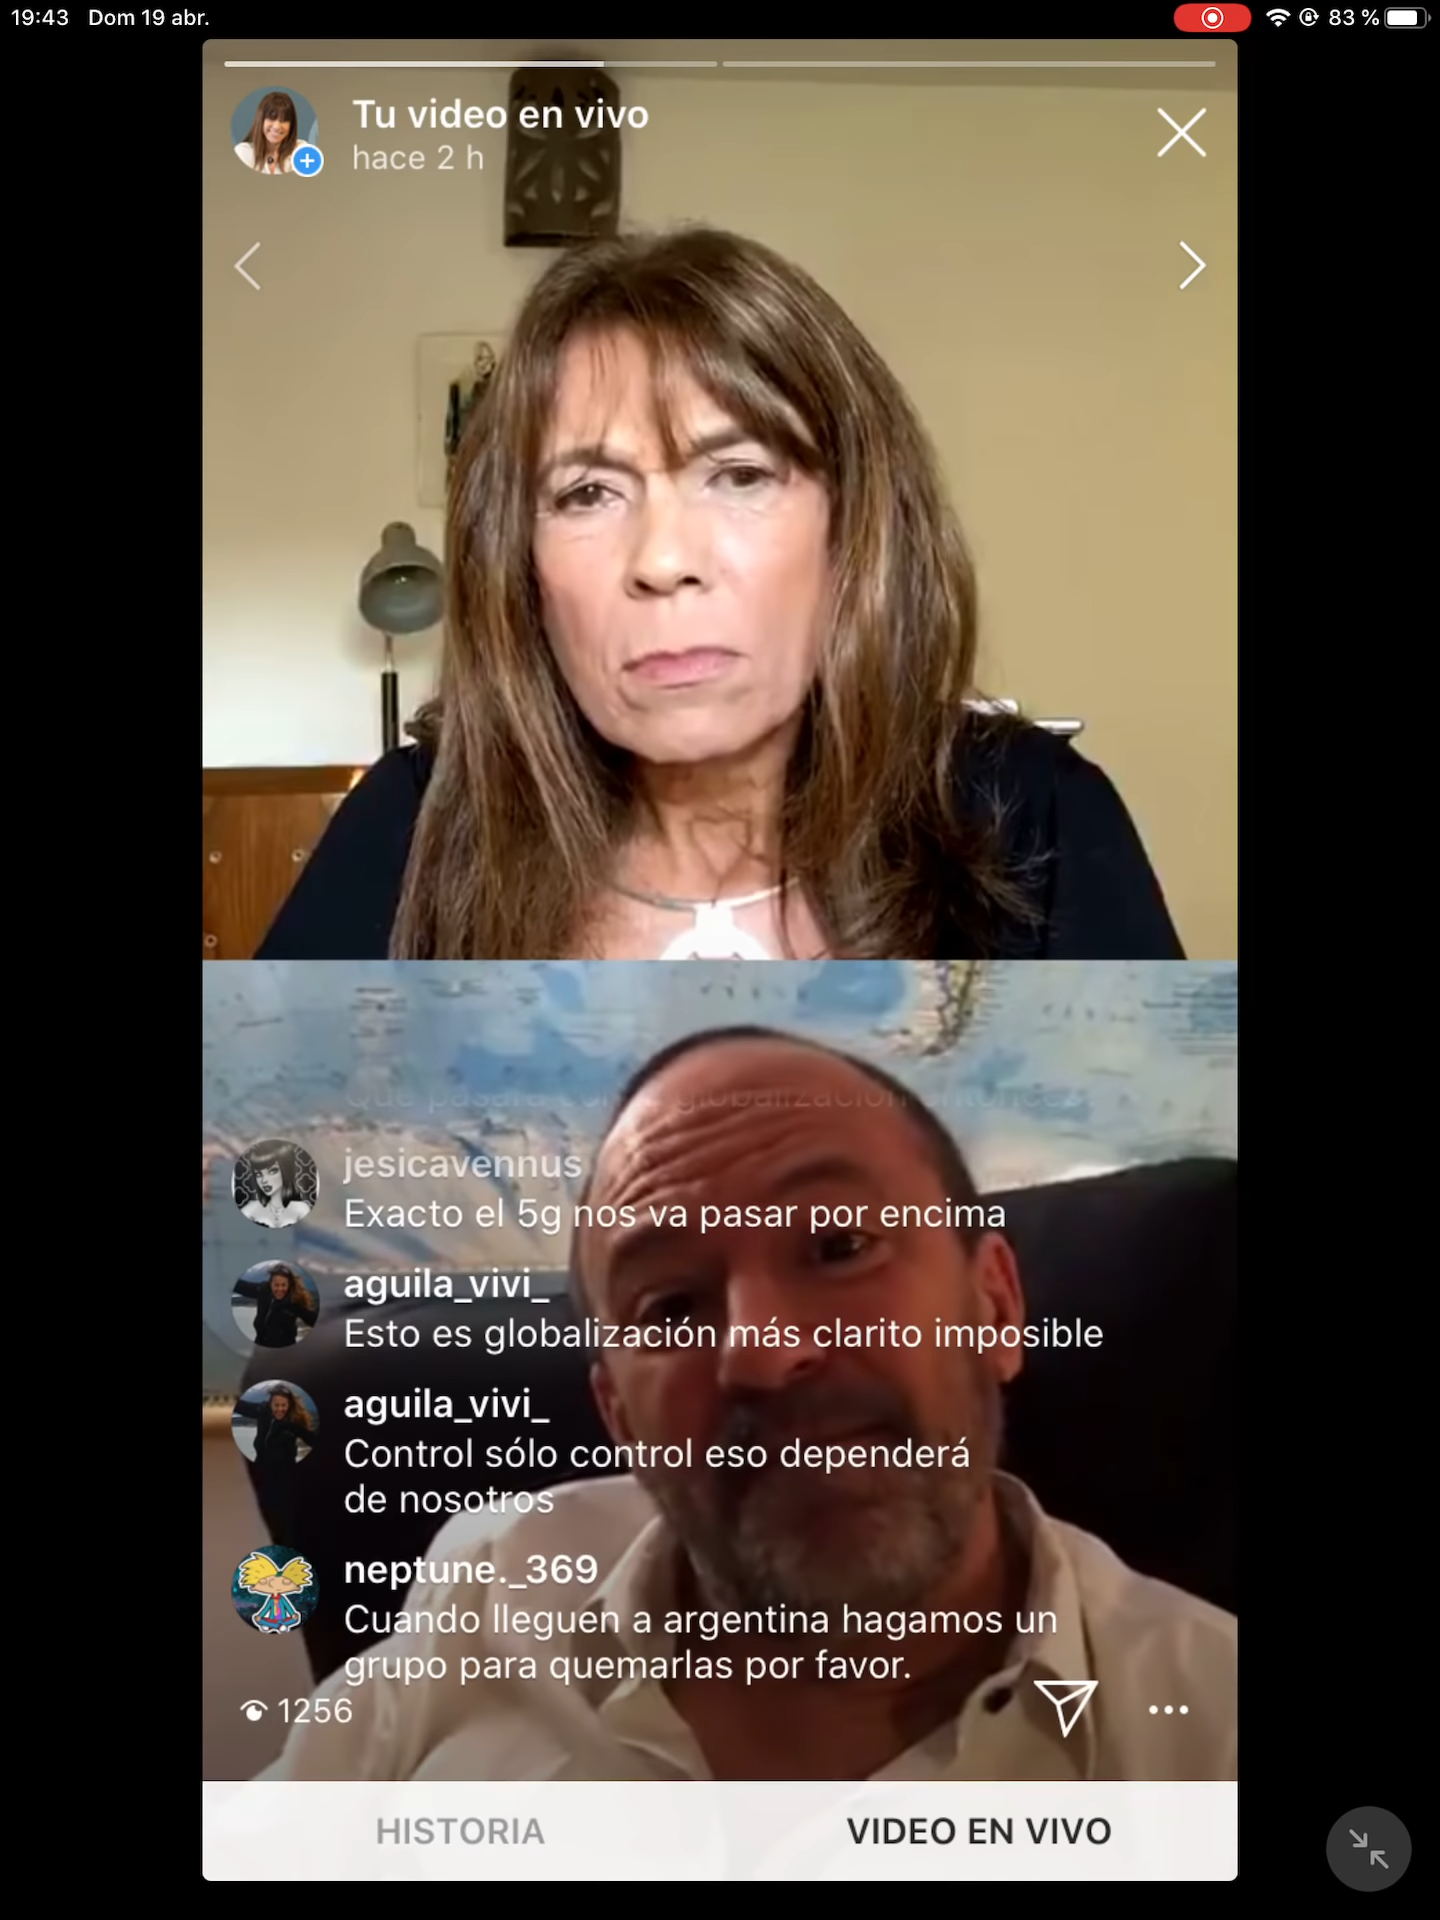 19:43 Dom 19 abr.
83 %
Tu video en vivo
hace 2 h
jesicavennus
Exacto el 5g nos va pasar por encima
aguila_vivi_
Esto es globalización más clarito imposible
aguila_vivi_
Control sólo control eso dependerá
de nosotros
neptune._369
Cuando lleguen a argentina hagamos un
grupo para quemarlas por favor.
1256
HISTORIA
VIDEO EN VIVO